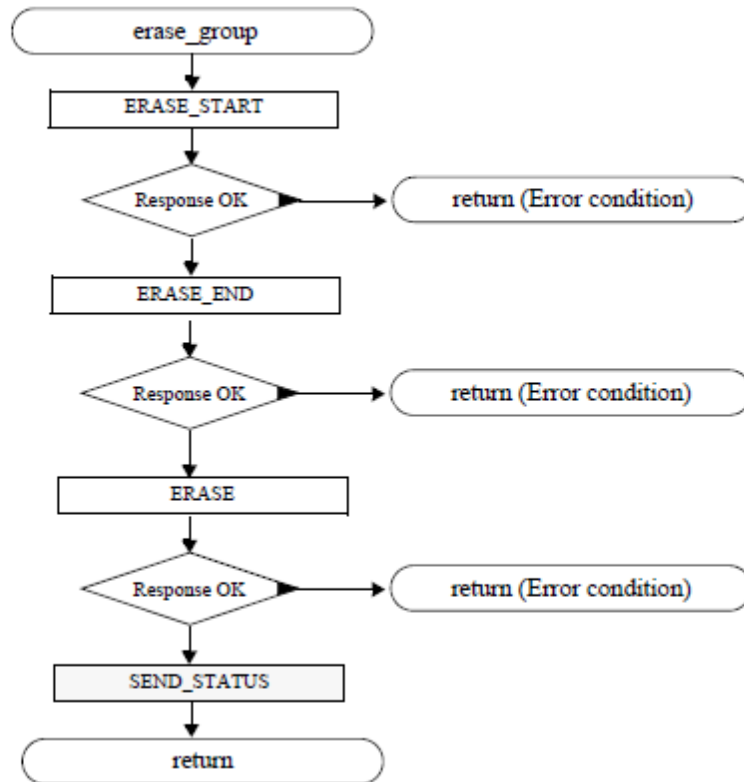 erase_group
ERASE_START
Response OK
return (Error condition)
ERASE_END
Response OK
return (Error condition)
ERASE
Response OK
return (Error condition)
SEND_STATUS
return